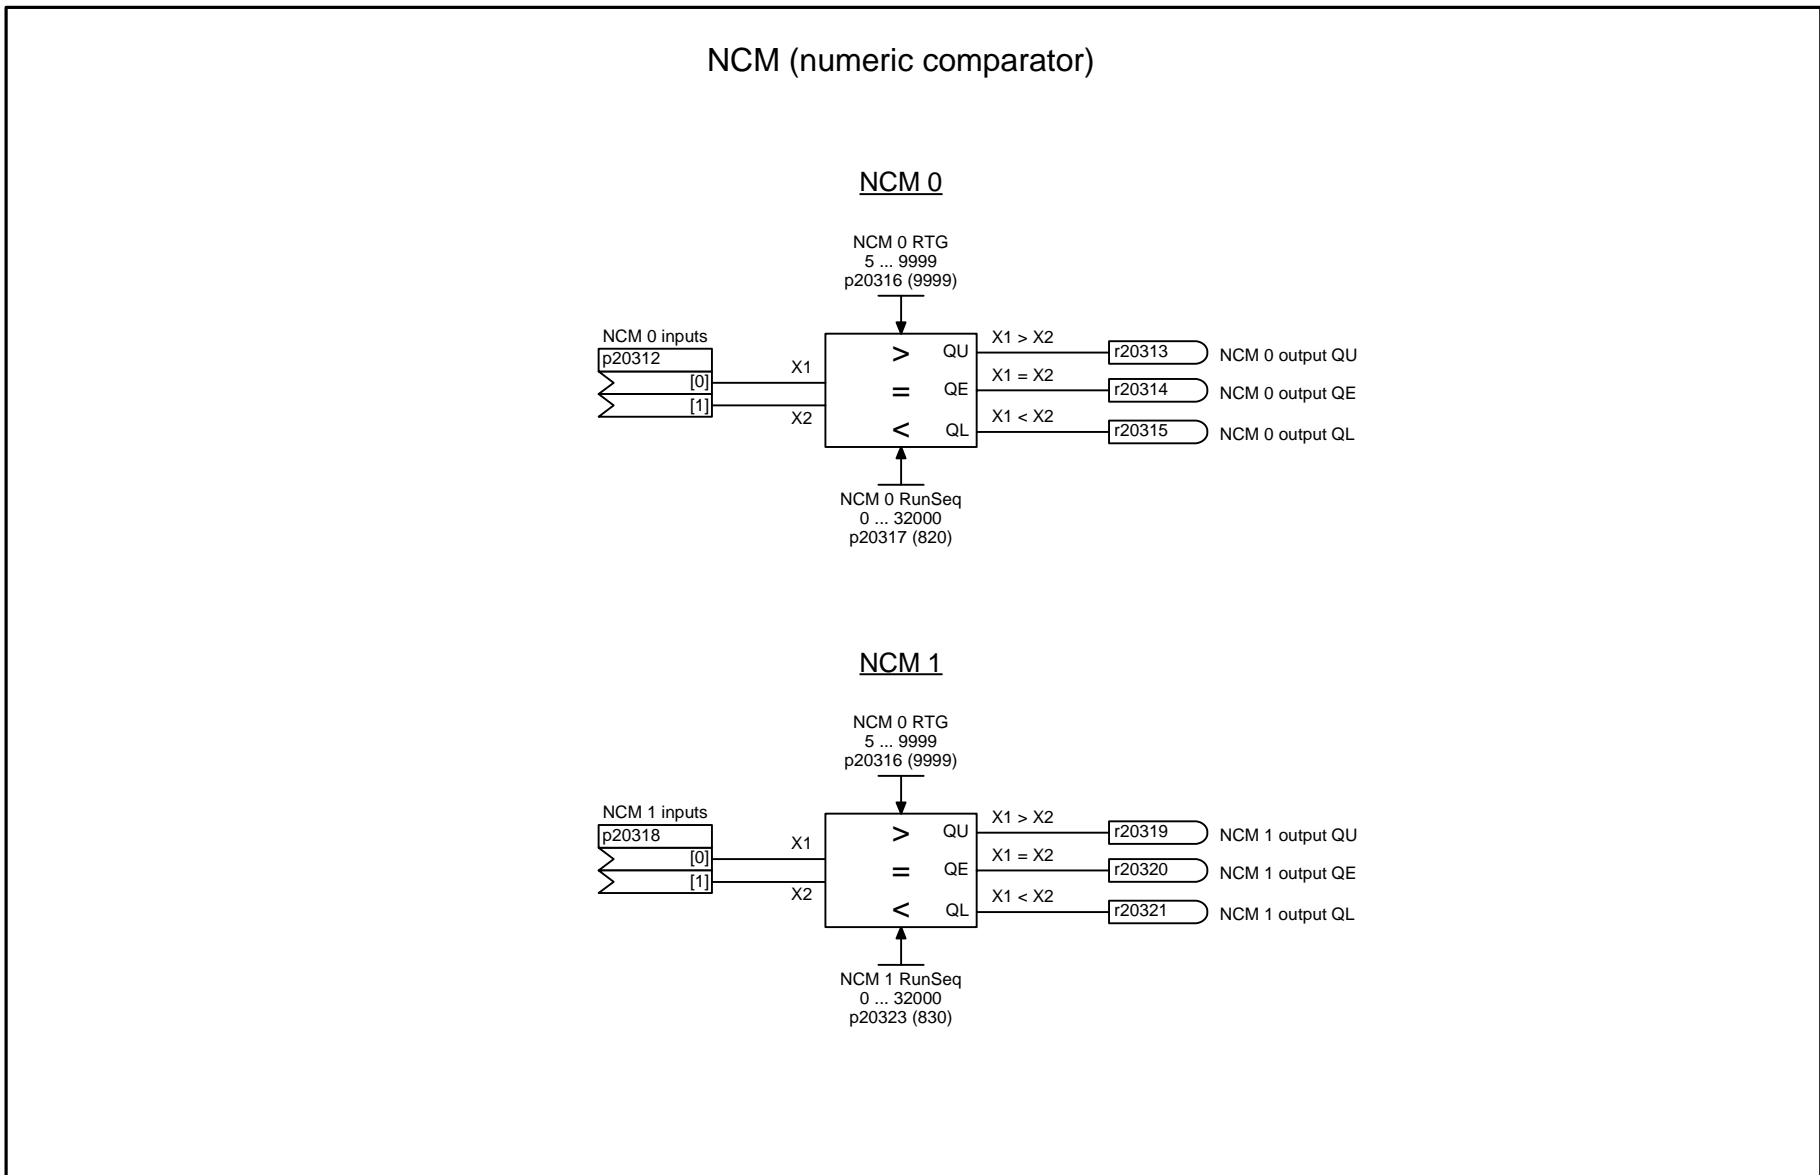 NCM (numeric comparator)
NCM 0
NCM 0 RTG
5 ... 9999
p20316 (9999)
NCM 0 inputs
p20312
[0]
[1]
X1
X2
>
=
<
QU
QE
QL
X1 > X2
X1 = X2
X1 < X2
r20313
r20314
r20315
NCM 0 output QU
NCM 0 output QE
NCM 0 output QL
NCM 0 RunSeq
0 ... 32000
p20317 (820)
NCM 1
NCM 0 RTG
5 ... 9999
p20316 (9999)
NCM 1 inputs
p20318
[0]
[1]
X1
X2
>
=
<
QU
QE
QL
X1 > X2
X1 = X2
X1 < X2
r20319
r20320
r20321
NCM 1 output QU
NCM 1 output QE
NCM 1 output QL
NCM 1 RunSeq
0 ... 32000
p20323 (830)